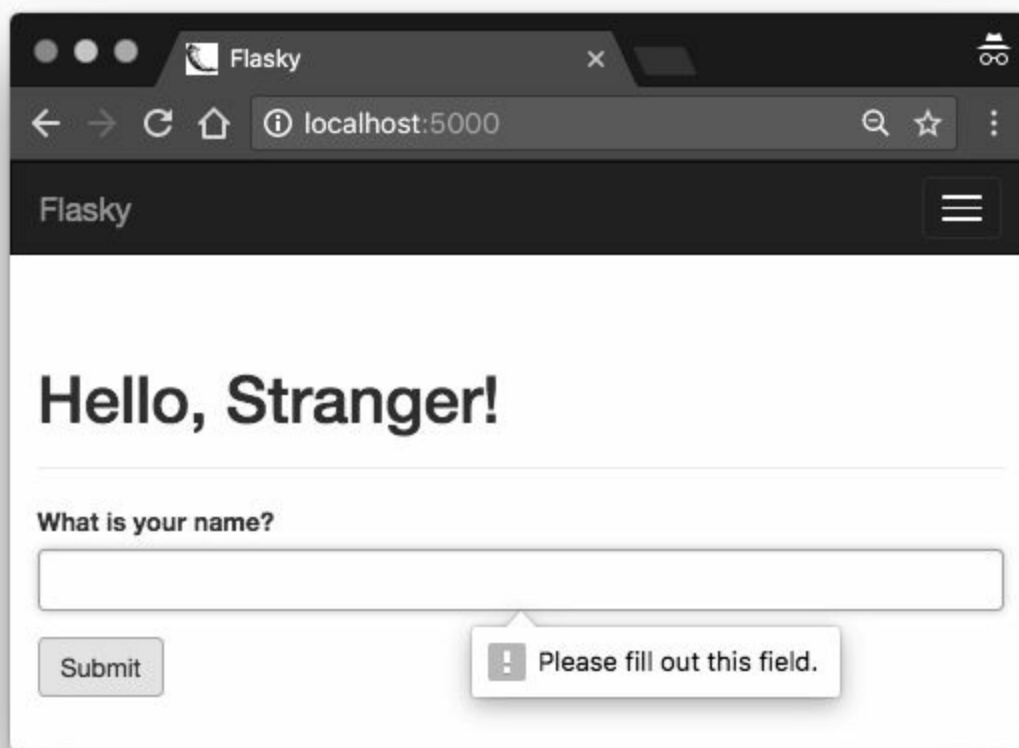 Flasky
localhost:5000
Flasky
Hello, Stranger!
What is your name?
Please fill out this field.
Submit